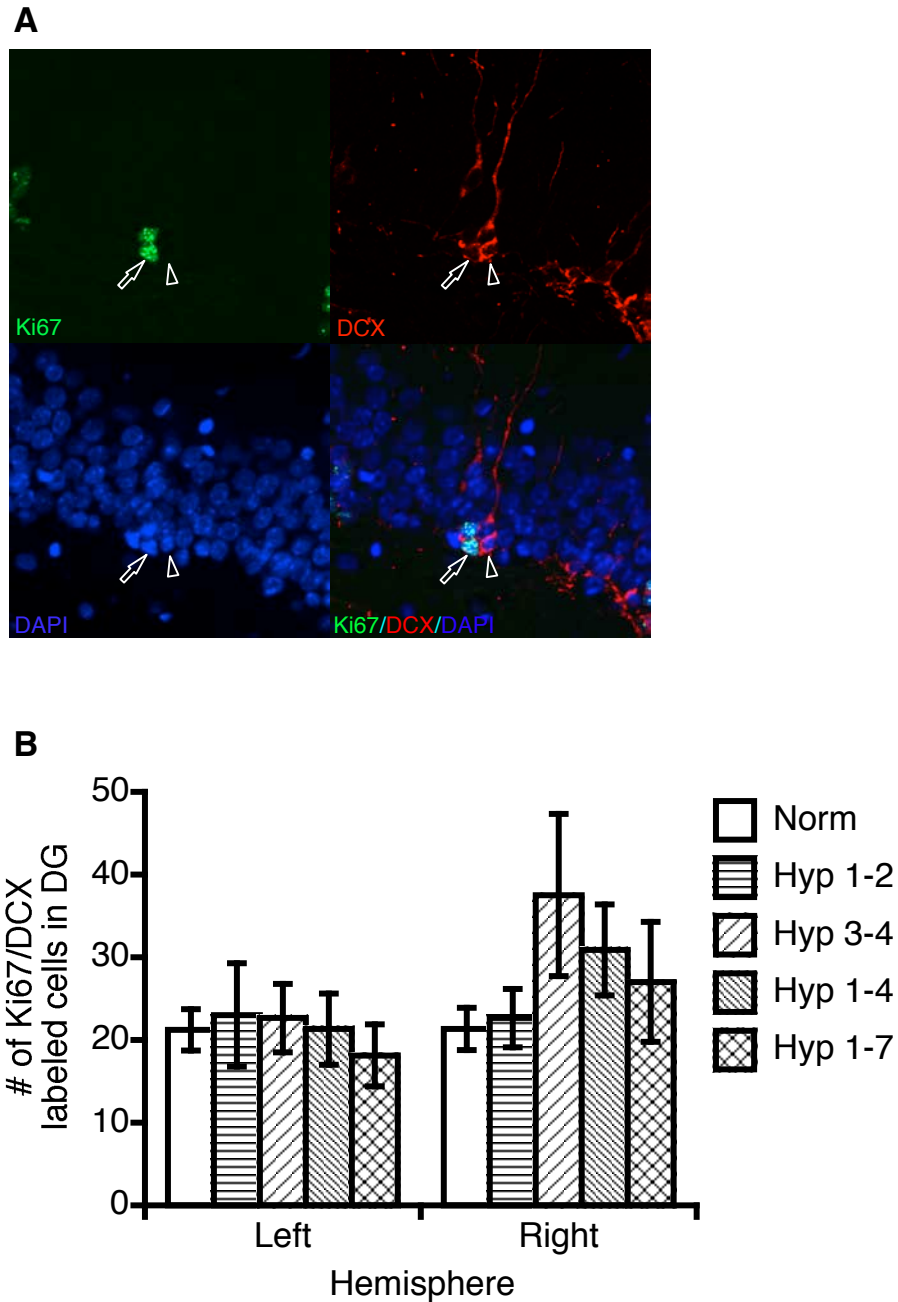 A
Ki67
DCX
DAPI
Ki67/DCX/DAPI
B
# of Ki67/DCX
labeled cells in DG
50
40
30
20
10
0
Left
Right
Hemisphere
Norm
Hyp 1-2
Hyp 3-4
Hyp 1-4
Hyp 1-7